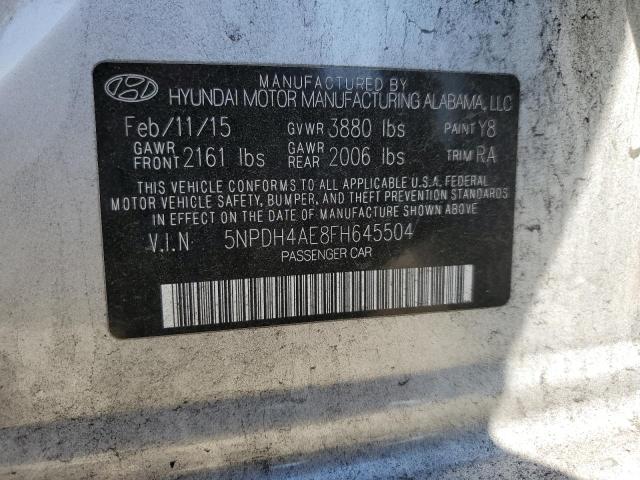 MANUFACTURED BY
HYUNDAI MOTOR MANUFACTURING ALABAMA, LLC
Feb/11/15 GVWR 3880 lbs PAINT Y8
GAWR FRONT 2161 lbs GAWR REAR 2006 lbs TRIM RA
THIS VEHICLE CONFORMS TO ALL APPLICABLE U.S.A. FEDERAL
MOTOR VEHICLE SAFETY, BUMPER, AND THEFT PREVENTION STANDARDS
IN EFFECT ON THE DATE OF MANUFACTURE SHOWN ABOVE.
V.I.N 5NPDH4AE8FH645504
PASSENGER CAR